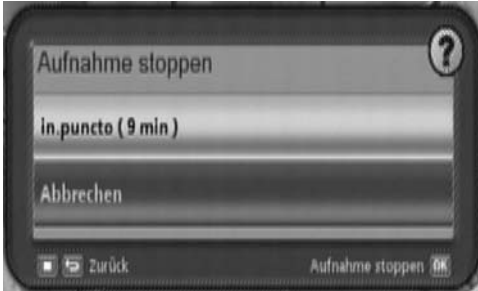 Aufnahme stoppen
?
in.puncto ( 9 min )
Abbrechen
Zurück
Aufnahme stoppen OK